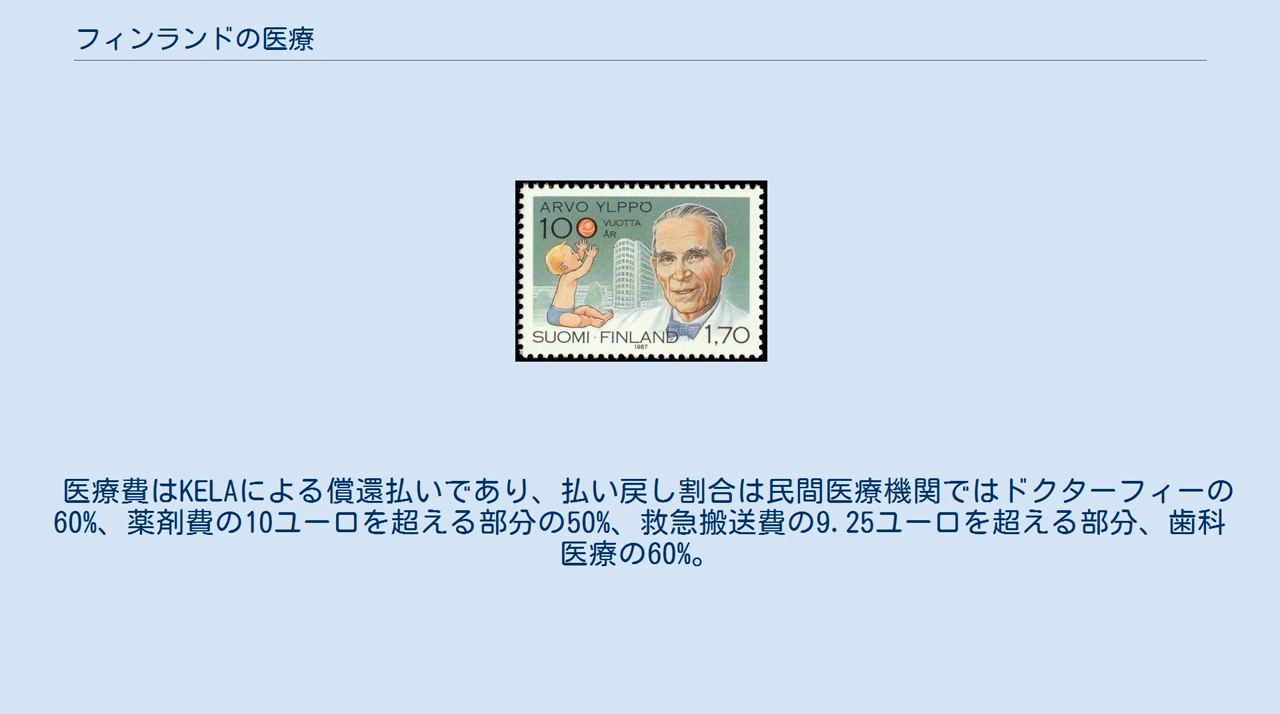 フィンランドの医療
ARVO YLPPÖ
100 VUOTTA
ÅR
SUOMI·FINLAND 1,70
1987
医療費はKELAによる償還払いであり、払い戻し割合は民間医療機関ではドクターフィーの
60%、薬剤費の10ユーロを超える部分の50%、救急搬送費の9.25ユーロを超える部分、歯科
医療の60%。